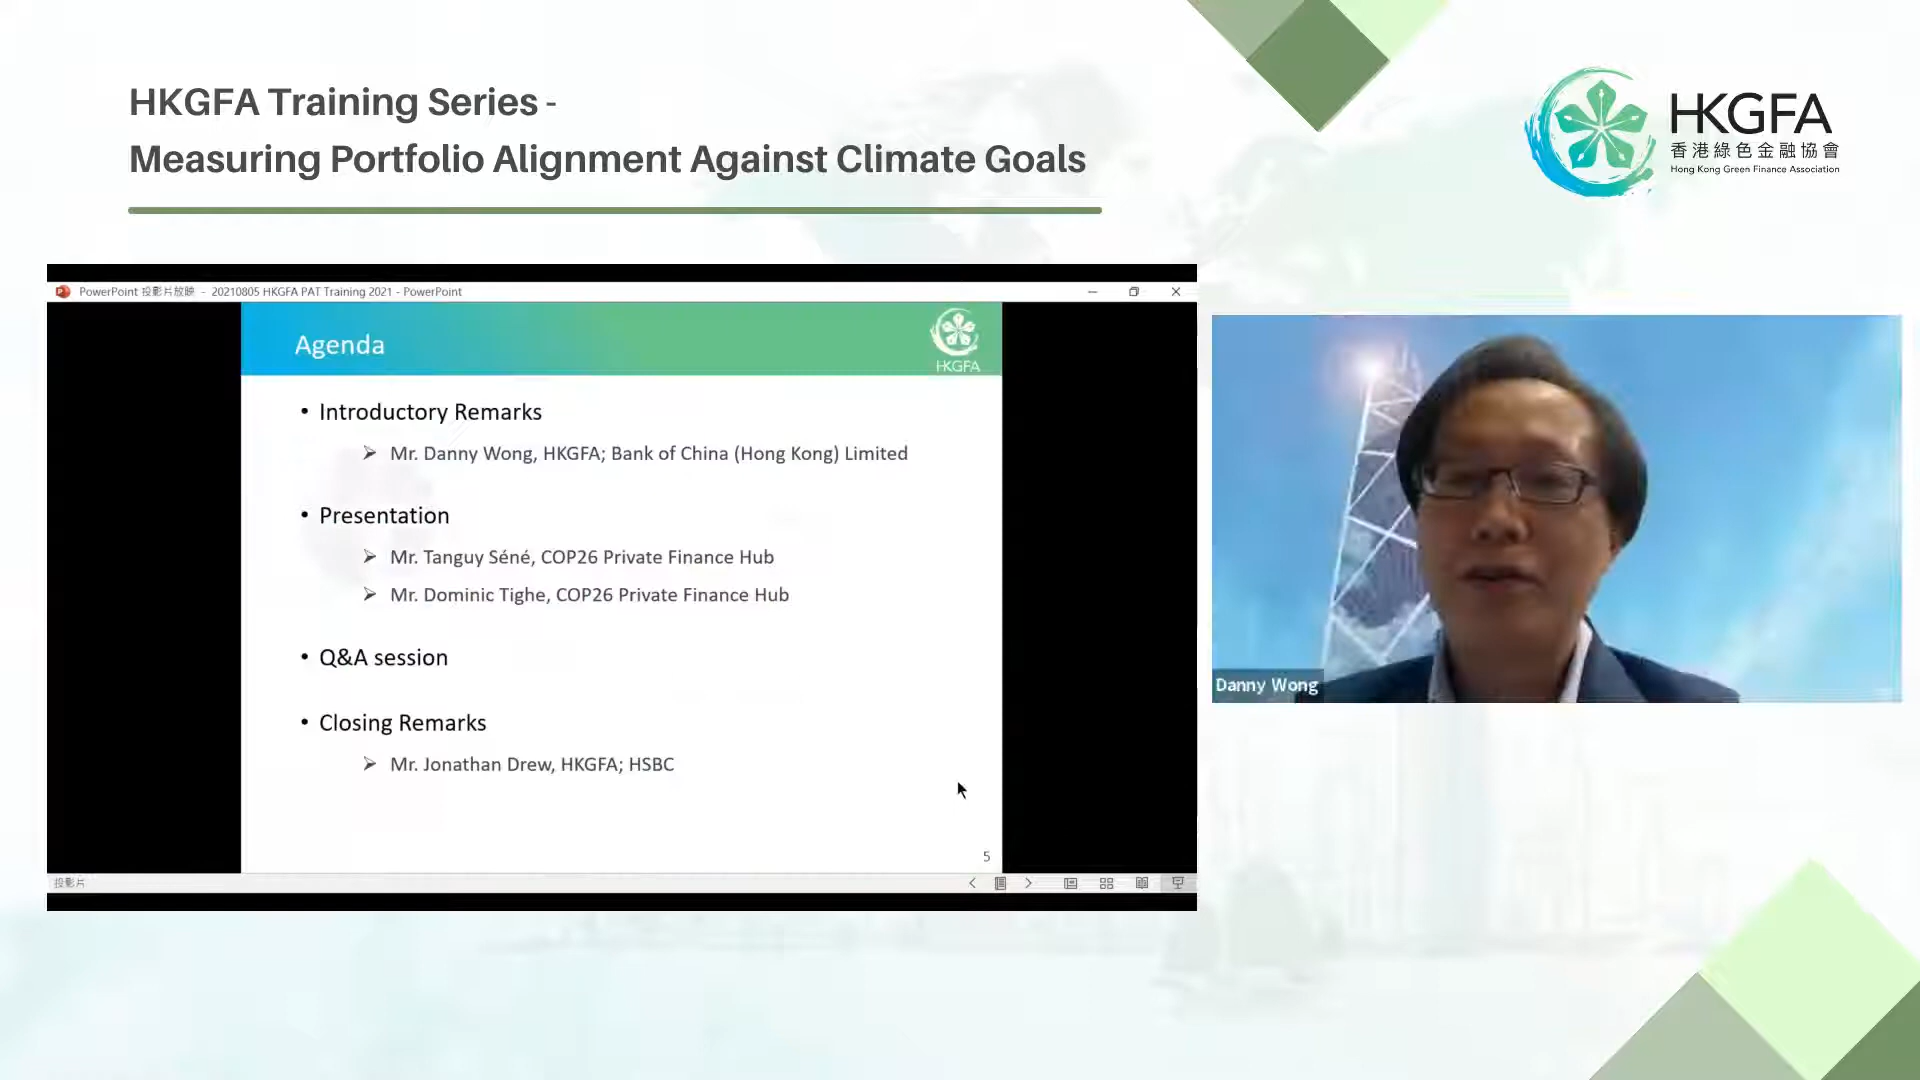 HKGFA Training Series -
Measuring Portfolio Alignment Against Climate Goals
HKGFA
香港綠色金融協會
Hong Kong Green Finance Association
PowerPoint 投影片放映 - 20210805 HKGFA PAT Training 2021 - PowerPoint
Agenda
HKGFA
• Introductory Remarks
➢ Mr. Danny Wong, HKGFA; Bank of China (Hong Kong) Limited
• Presentation
➢ Mr. Tanguy Séné, COP26 Private Finance Hub
➢ Mr. Dominic Tighe, COP26 Private Finance Hub
• Q&A session
• Closing Remarks
➢ Mr. Jonathan Drew, HKGFA; HSBC
5
投影片
Danny Wong